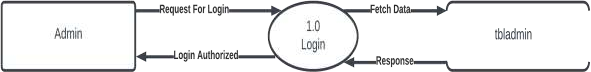 Request For Login
Fetch Data
Admin
1.0
Login
tbladmin
Login Authorized
Response